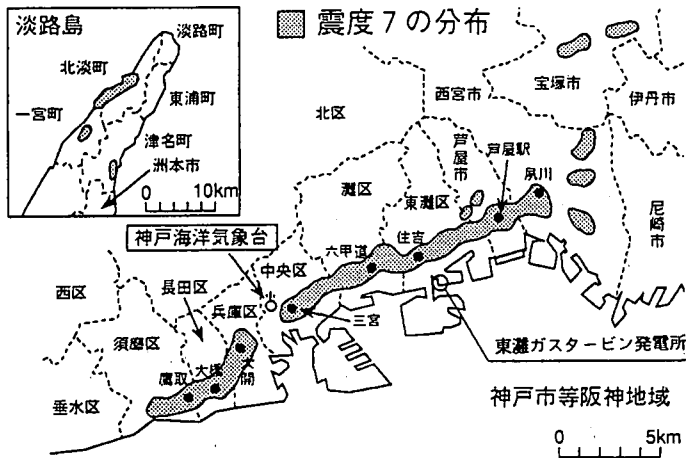 淡路島
淡路町
北淡町
東浦町
一宮町
津名町
洲本市
0 10km
震度7の分布
宝塚市
伊丹市
西宮市
北区
芦屋市
芦屋駅
夙川
灘区
東灘区
尼崎市
神戸海洋気象台
六甲道
住吉
中央区
西区
長田区
兵庫区
三宮
須磨区
東灘ガスタービン発電所
大開
鷹取
垂水区
神戸市等阪神地域
0 5km